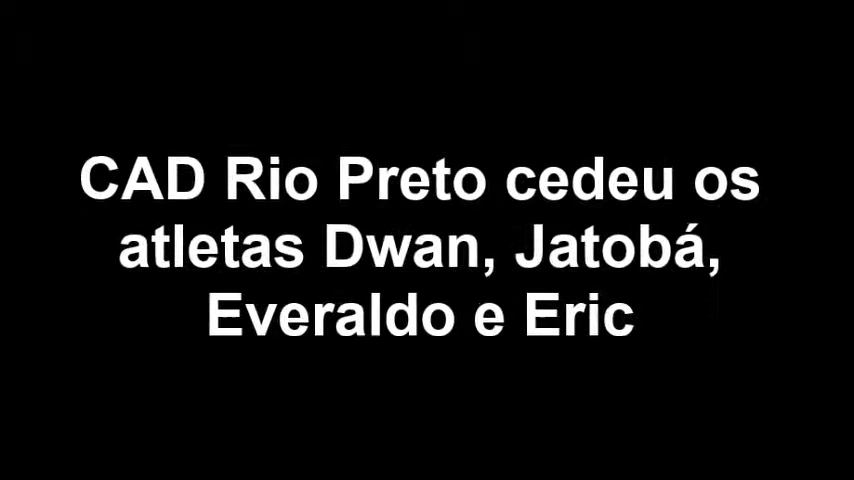 CAD Rio Preto cedeu os
atletas Dwan, Jatobá,
Everaldo e Eric